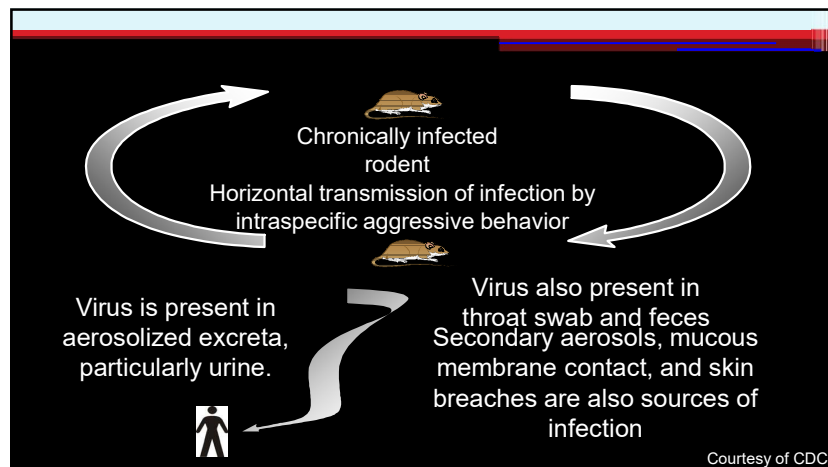 Chronically infected
rodent
Horizontal transmission of infection by
intraspecific aggressive behavior
Virus is present in
aerosolized excreta,
particularly urine.
Virus also present in
throat swab and feces
Secondary aerosols, mucous
membrane contact, and skin
breaches are also sources of
infection
Courtesy of CDC